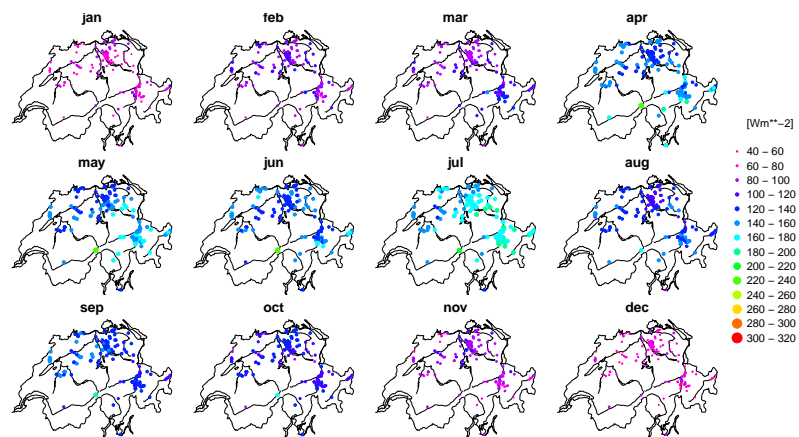 jan
feb
mar
apr
may
jun
jul
aug
sep
oct
nov
dec
[Wm**−2]
40 − 60
60 − 80
80 − 100
100 − 120
120 − 140
140 − 160
160 − 180
180 − 200
200 − 220
220 − 240
240 − 260
260 − 280
280 − 300
300 − 320